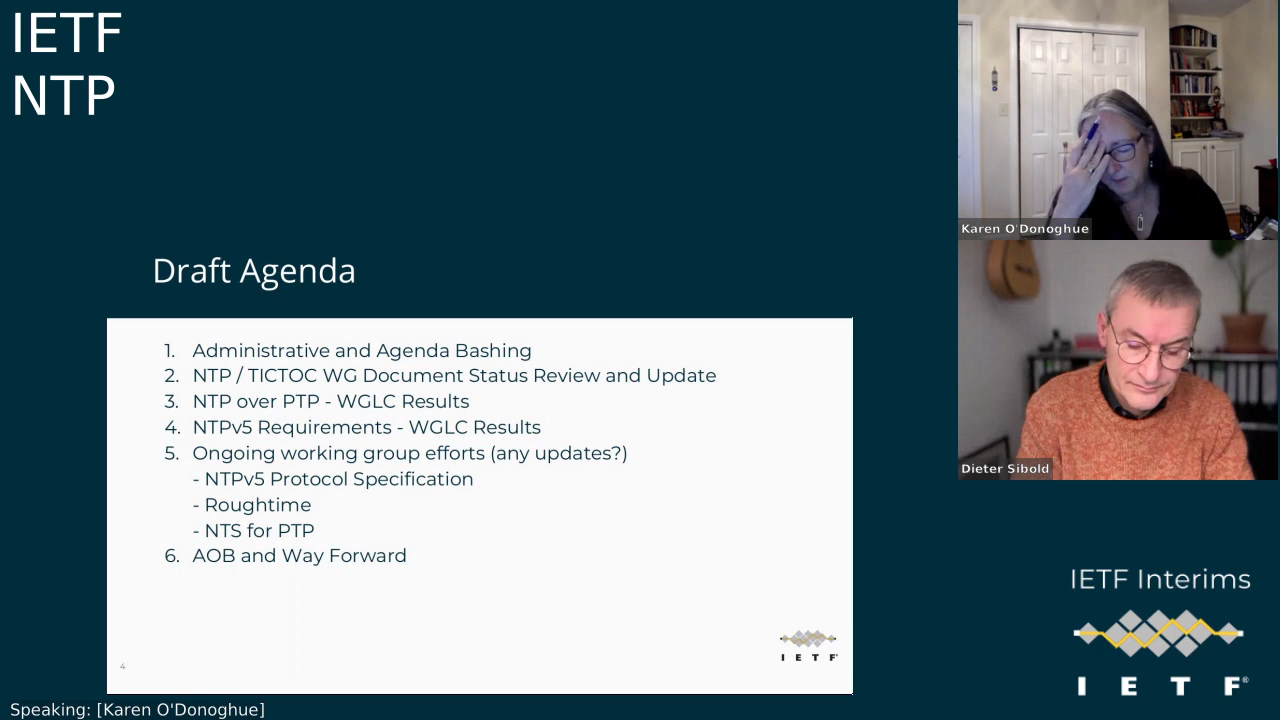 IETF
NTP
Draft Agenda
1. Administrative and Agenda Bashing
2. NTP / TICTOC WG Document Status Review and Update
3. NTP over PTP - WGLC Results
4. NTPv5 Requirements - WGLC Results
5. Ongoing working group efforts (any updates?)
- NTPv5 Protocol Specification
- Roughtime
- NTS for PTP
6. AOB and Way Forward
I E T F®
4
Karen O'Donoghue
Dieter Sibold
IETF Interims
I E T F®
Speaking: [Karen O'Donoghue]